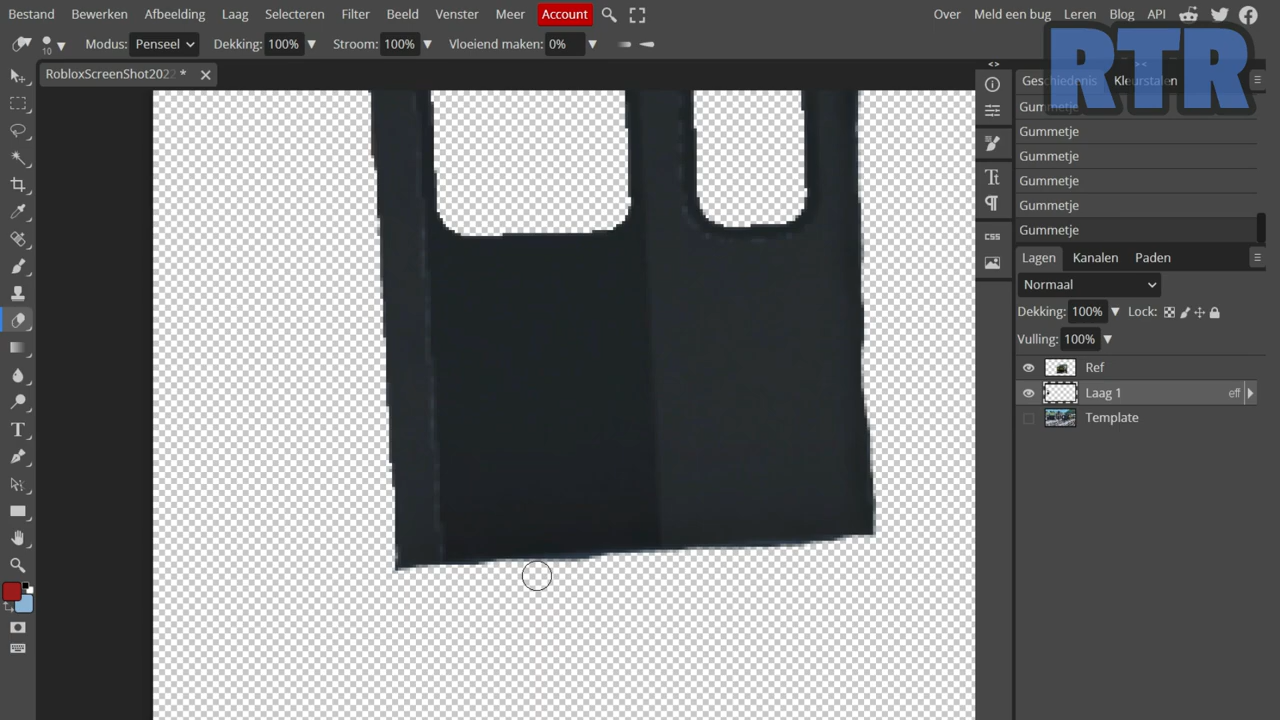 Bestand Bewerken Afbeelding Laag Selecteren Filter Beeld Venster Meer Account Over Meld een bug Leren Blog API
10 Modus: Penseel Dekking: 100% Stroom: 100% Vloeiend maken: 0%
RobloxScreenShot2022 *
RTR
Geschiedenis Kleurstalen
Gummetje
Gummetje
Gummetje
Gummetje
Gummetje
Gummetje
Lagen Kanalen Paden
Normaal
Dekking: 100% Lock:
Vulling: 100%
Ref
Laag 1 eff
Template
CSS